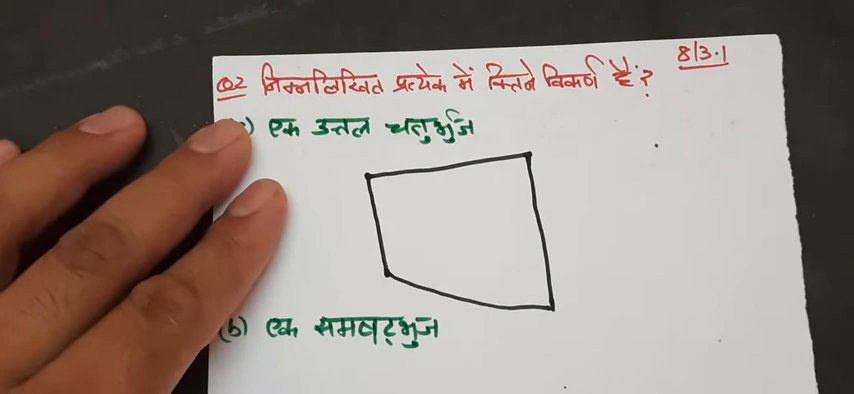 8/3.1
Q2 निम्नलिखित प्रत्येक में कितने विकर्ण हैं?
) एक उत्तल चतुर्भुज
(b) एक समषट्भुज